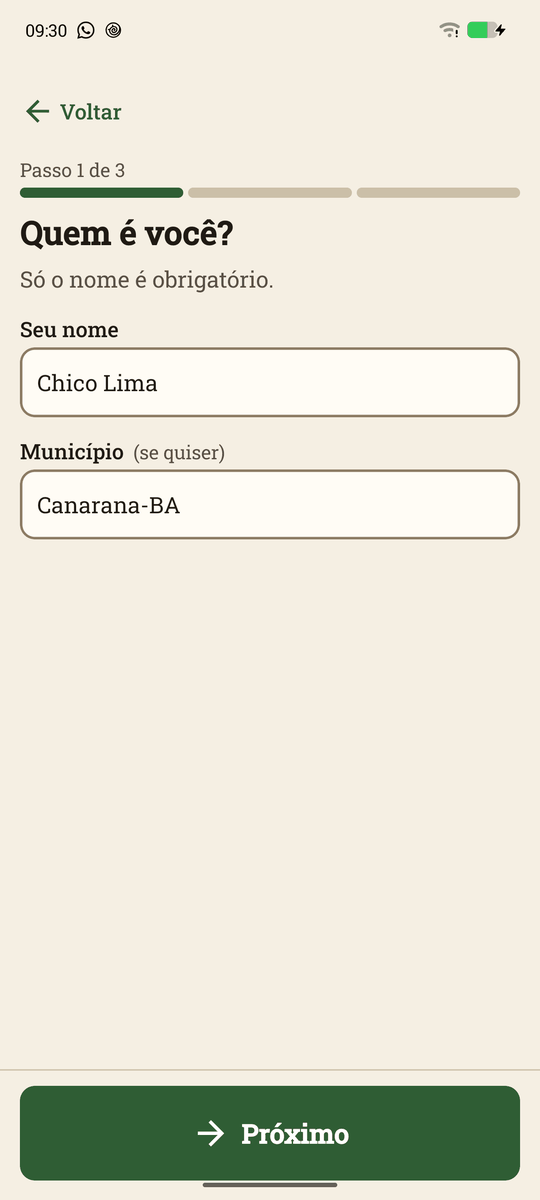 09:30
Voltar
Passo 1 de 3
Quem é você?
Só o nome é obrigatório.
Seu nome
Chico Lima
Município (se quiser)
Canarana-BA
Próximo